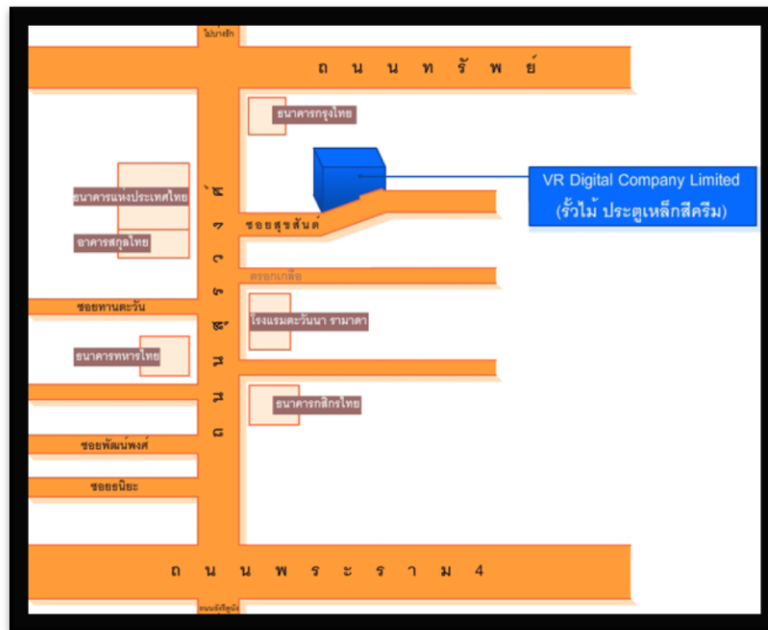 ถนนทรัพย์
ธนาคารกรุงไทย
VR Digital Company Limited
(รั้วไม้ ประตูเหล็กสีครีม)
ธนาคารแห่งประเทศไทย
อาคารสกุลไทย
ซอยสุขสันต์
ตรอกเกลือ
ถนนสุรวงศ์
ซอยทานตะวัน
โรงแรมตะวันนา รามาดา
ธนาคารทหารไทย
ธนาคารกสิกรไทย
ซอยพัฒน์พงศ์
ซอยธนิยะ
ถนนพระราม4